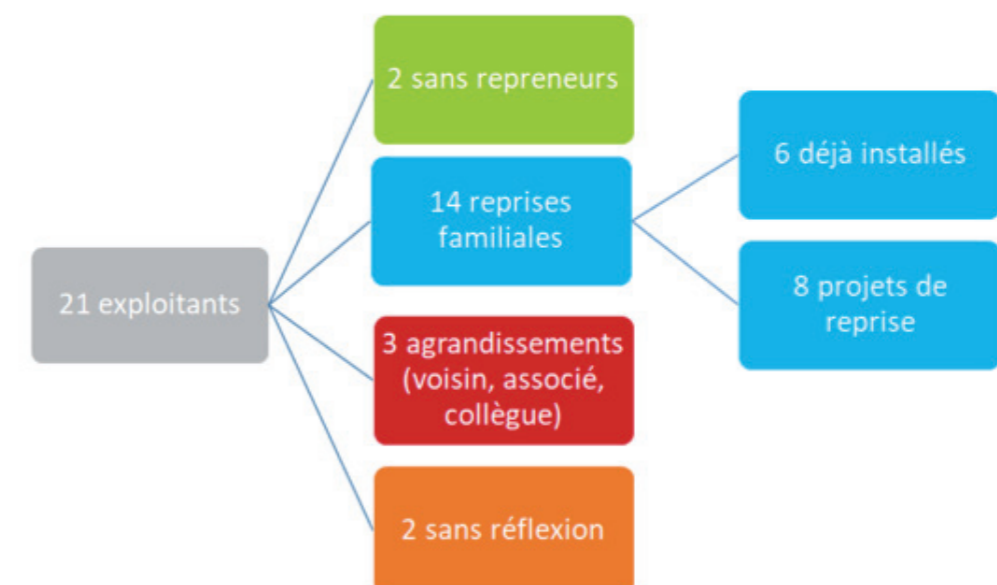 21 exploitants
2 sans repreneurs
14 reprises
familiales
3 agrandissements
(voisin, associé,
collègue)
2 sans réflexion
6 déjà installés
8 projets de
reprise